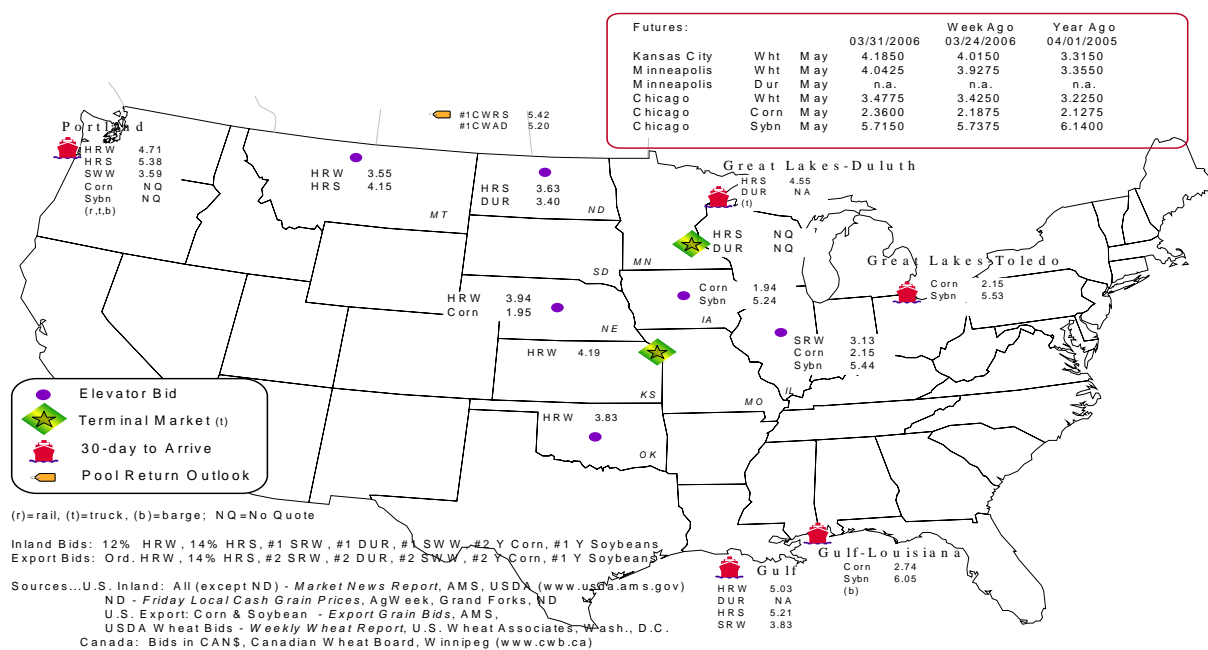 Futures: Week Ago Year Ago
03/31/2006 03/24/2006 04/01/2005
Kansas City Wht May 4.1850 4.0150 3.3150
Minneapolis Wht May 4.0425 3.9275 3.3550
Minneapolis Dur May n.a. n.a. n.a.
Chicago Wht May 3.4775 3.4250 3.2250
Chicago Corn May 2.3600 2.1875 2.1275
Chicago Sybn May 5.7150 5.7375 6.1400
#1CWRS 5.42
#1CWAD 5.20
Portland
HRW 4.71
HRS 5.38
SWW 3.59
Corn NQ
Sybn NQ
(r,t,b)
HRW 3.55
HRS 4.15
MT
HRS 3.63
DUR 3.40
ND
Great Lakes-Duluth
HRS 4.55
DUR NA
(t)
HRS NQ
DUR NQ
MN
SD
Great Lakes-Toledo
Corn 2.15
Sybn 5.53
HRW 3.94
Corn 1.95
NE
Corn 1.94
Sybn 5.24
IA
SRW 3.13
Corn 2.15
Sybn 5.44
IL
HRW 4.19
KS
MO
HRW 3.83
OK
Elevator Bid
Terminal Market (t)
30-day to Arrive
Pool Return Outlook
Gulf-Louisiana
Corn 2.74
Sybn 6.05
(b)
Gulf
HRW 5.03
DUR NA
HRS 5.21
SRW 3.83
(r)=rail, (t)=truck, (b)=barge; NQ=No Quote
Inland Bids: 12% HRW, 14% HRS, #1 SRW, #1 DUR, #1 SWW, #2 Y Corn, #1 Y Soybeans
Export Bids: Ord. HRW, 14% HRS, #2 SRW, #2 DUR, #2 SWW, #2 Y Corn, #1 Y Soybeans
Sources...U.S. Inland: All (except ND) - Market News Report, AMS, USDA (www.usda.ams.gov)
ND - Friday Local Cash Grain Prices, AgWeek, Grand Forks, ND
U.S. Export: Corn & Soybean - Export Grain Bids, AMS,
USDA Wheat Bids - Weekly Wheat Report, U.S. Wheat Associates, Wash., D.C.
Canada: Bids in CAN$, Canadian Wheat Board, Winnipeg (www.cwb.ca)